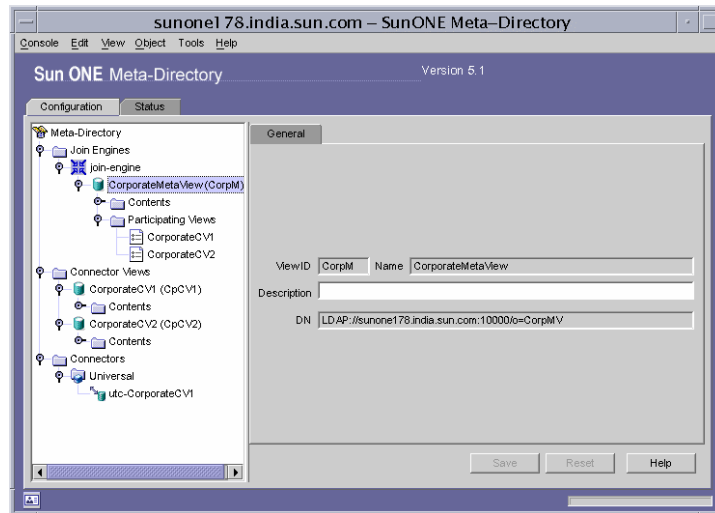 sunone178.india.sun.com – SunONE Meta–Directory
Console Edit View Object Tools Help
Sun ONE Meta-Directory
Version 5.1
Configuration Status
Meta-Directory
Join Engines
join-engine
CorporateMetaView (CorpM)
Contents
Participating Views
CorporateCV1
CorporateCV2
Connector Views
CorporateCV1 (CpCV1)
Contents
CorporateCV2 (CpCV2)
Contents
Connectors
Universal
utc-CorporateCV1
General
ViewID CorpM Name CorporateMetaView
Description
DN LDAP://sunone178.india.sun.com:10000/o=CorpMV
Save Reset Help